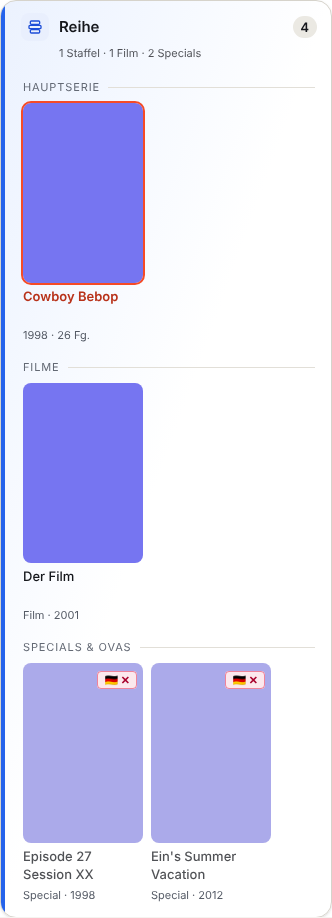 Reihe
4
1 Staffel · 1 Film · 2 Specials
HAUPTSERIE
Cowboy Bebop
1998 · 26 Fg.
FILME
Der Film
Film · 2001
SPECIALS & OVAS
🇩🇪 ✕
🇩🇪 ✕
Episode 27
Session XX
Special · 1998
Ein's Summer
Vacation
Special · 2012